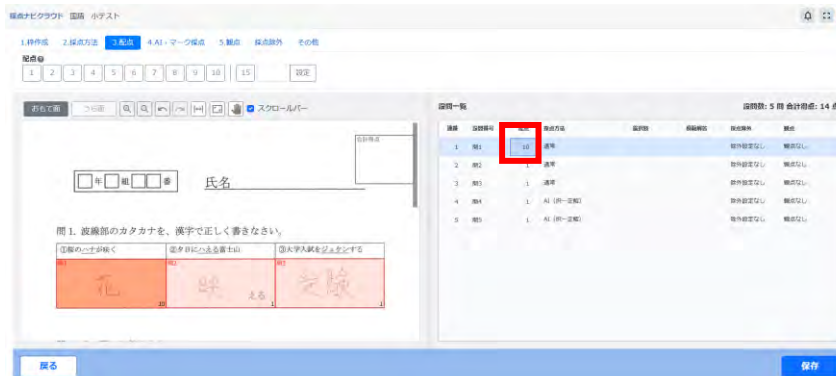 採点ナビクラウド 国語 小テスト
1.枠作成 2.採点方法 3.配点 4.AI・マーク採点 5.観点 採点除外 その他
配点
1 2 3 4 5 6 7 8 9 10 15 設定
おもて面 うら面 スクロールバー
設問一覧 設問数: 5 問 合計得点: 14 点
連番 設問番号 配点 採点方法 選択肢 模範解答 採点除外 観点
1 問1 10 通常 除外設定なし 観点なし
2 問2 1 通常 除外設定なし 観点なし
3 問3 1 通常 除外設定なし 観点なし
4 問4 1 AI (択一正解) 除外設定なし 観点なし
5 問5 1 AI (択一正解) 除外設定なし 観点なし
合計得点
年 組 番 氏名
問 1. 波線部のカタカナを、漢字で正しく書きなさい。
①桜のハナが咲く ②夕日にハえる富士山 ③大学入試をジュケンする
問1 問2 問3
花 映 える 受験
10 1 1
戻る 保存